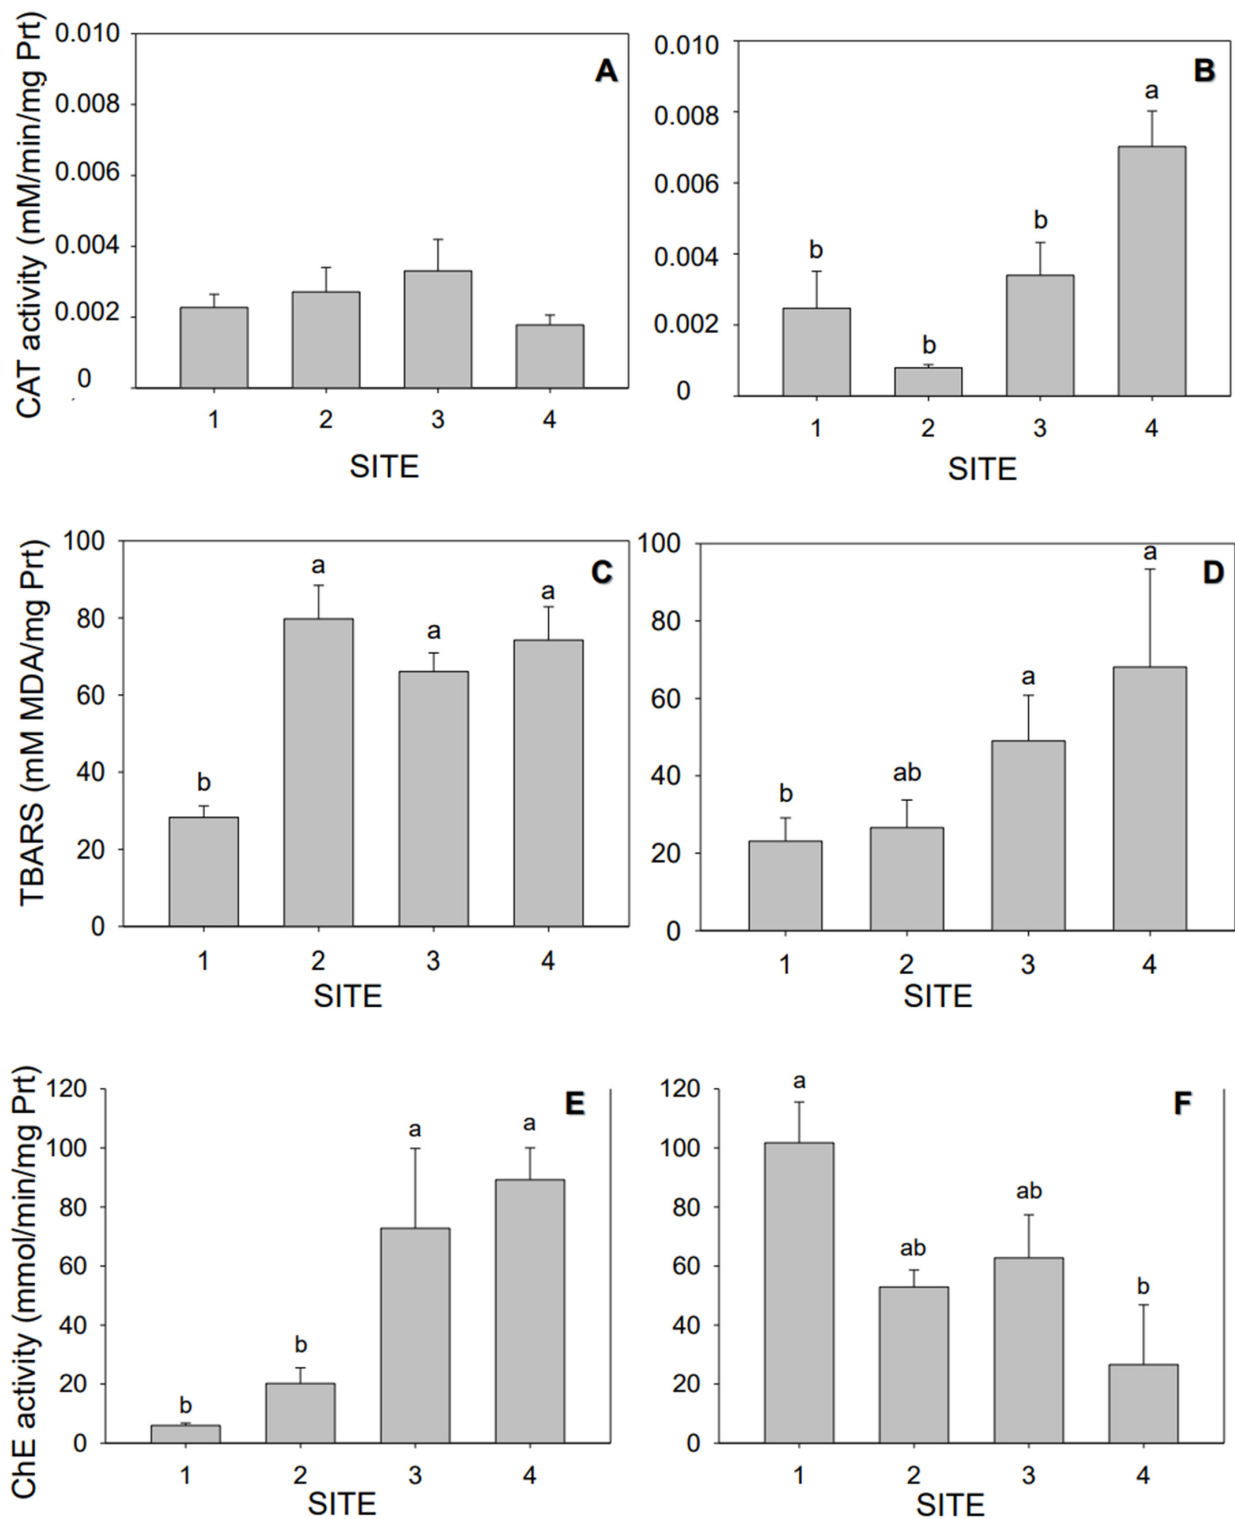 CAT activity (mM/min/mg Prt)
0.010
0.008
0.006
0.004
0.002
0
A
1 2 3 4
SITE
0.010
0.008
0.006
0.004
0.002
0
B
b
b
b
a
1 2 3 4
SITE
TBARS (mM MDA/mg Prt)
100
80
60
40
20
0
C
b
a
a
a
1 2 3 4
SITE
100
80
60
40
20
0
D
b
ab
a
a
1 2 3 4
SITE
ChE activity (mmol/min/mg Prt)
120
100
80
60
40
20
0
E
b
b
a
a
1 2 3 4
SITE
120
100
80
60
40
20
0
F
a
ab
ab
b
1 2 3 4
SITE